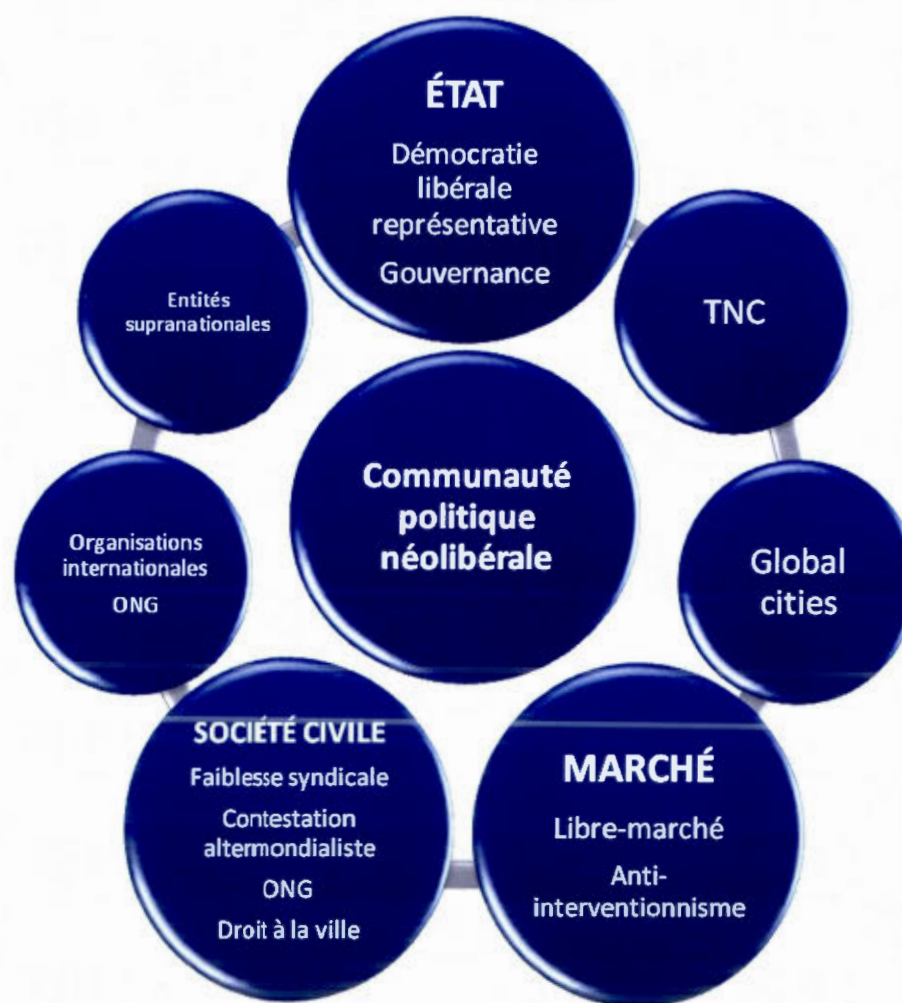 ÉTAT
Démocratie
libérale
représentative
Gouvernance
Entités
supranationales
TNC
Communauté
politique
néolibérale
Organisations
internationales
ONG
Global
cities
SOCIÉTÉ CIVILE
Faiblesse syndicale
Contestation
altermondialiste
ONG
Droit à la ville
MARCHÉ
Libre-marché
Anti-
interventionnisme